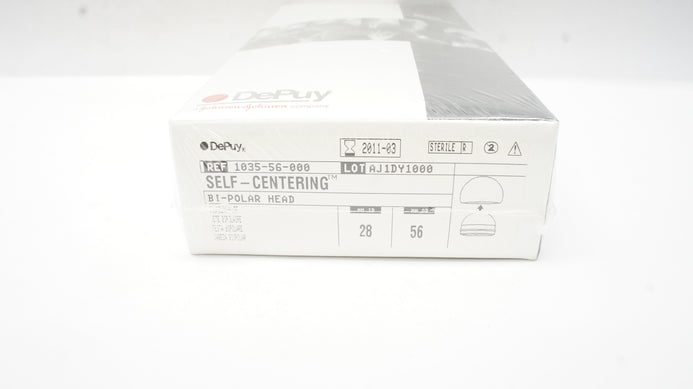 DePuy
a Johnson & Johnson company
DePuy
2011-03
STERILE R
2
REF 1035-56-000
LOT AJ1DY1000
SELF-CENTERING™
BI-POLAR HEAD
28
56